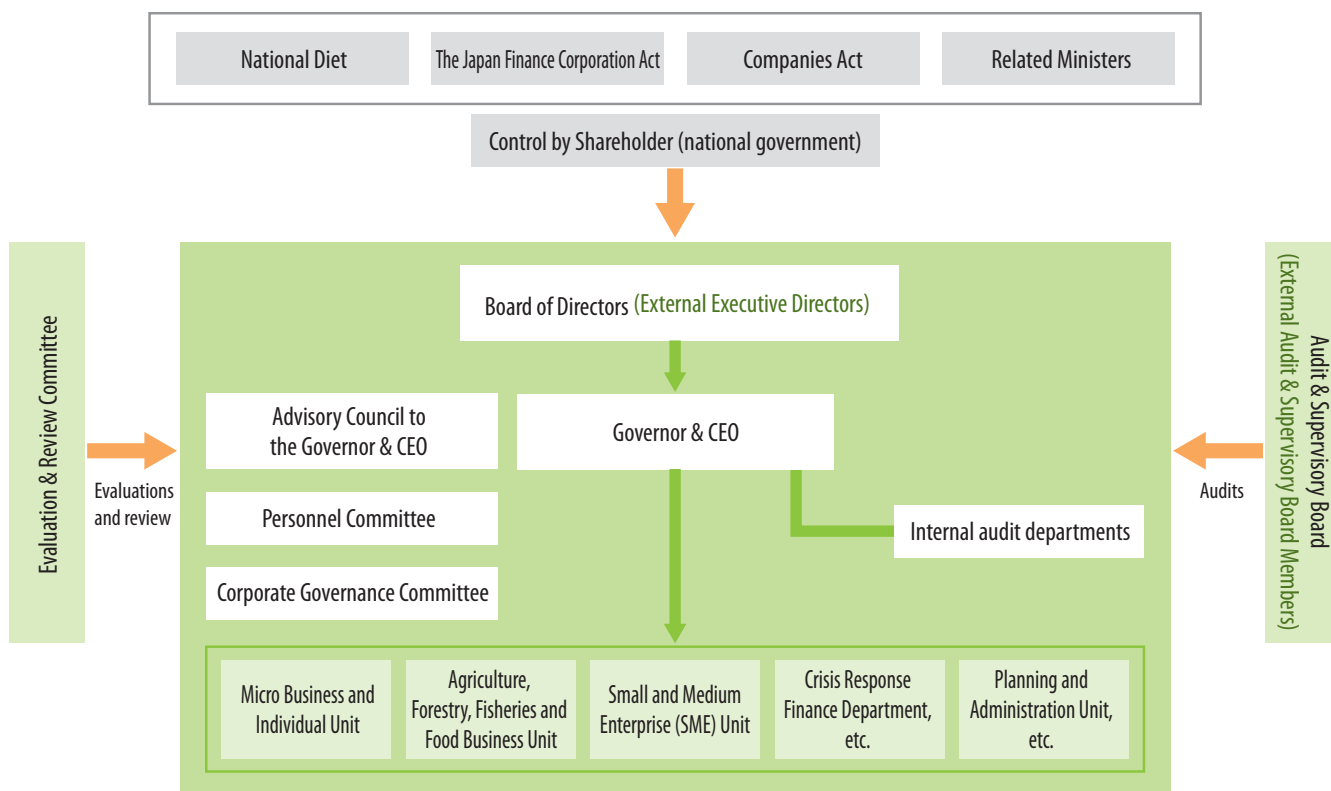 National Diet
The Japan Finance Corporation Act
Companies Act
Related Ministers
Control by Shareholder (national government)
Evaluation & Review Committee
Evaluations
and review
Board of Directors (External Executive Directors)
Advisory Council to
the Governor & CEO
Governor & CEO
Personnel Committee
Internal audit departments
Corporate Governance Committee
Micro Business and
Individual Unit
Agriculture,
Forestry, Fisheries and
Food Business Unit
Small and Medium
Enterprise (SME) Unit
Crisis Response
Finance Department,
etc.
Planning and
Administration Unit,
etc.
Audits
Audit & Supervisory Board
(External Audit & Supervisory Board Members)